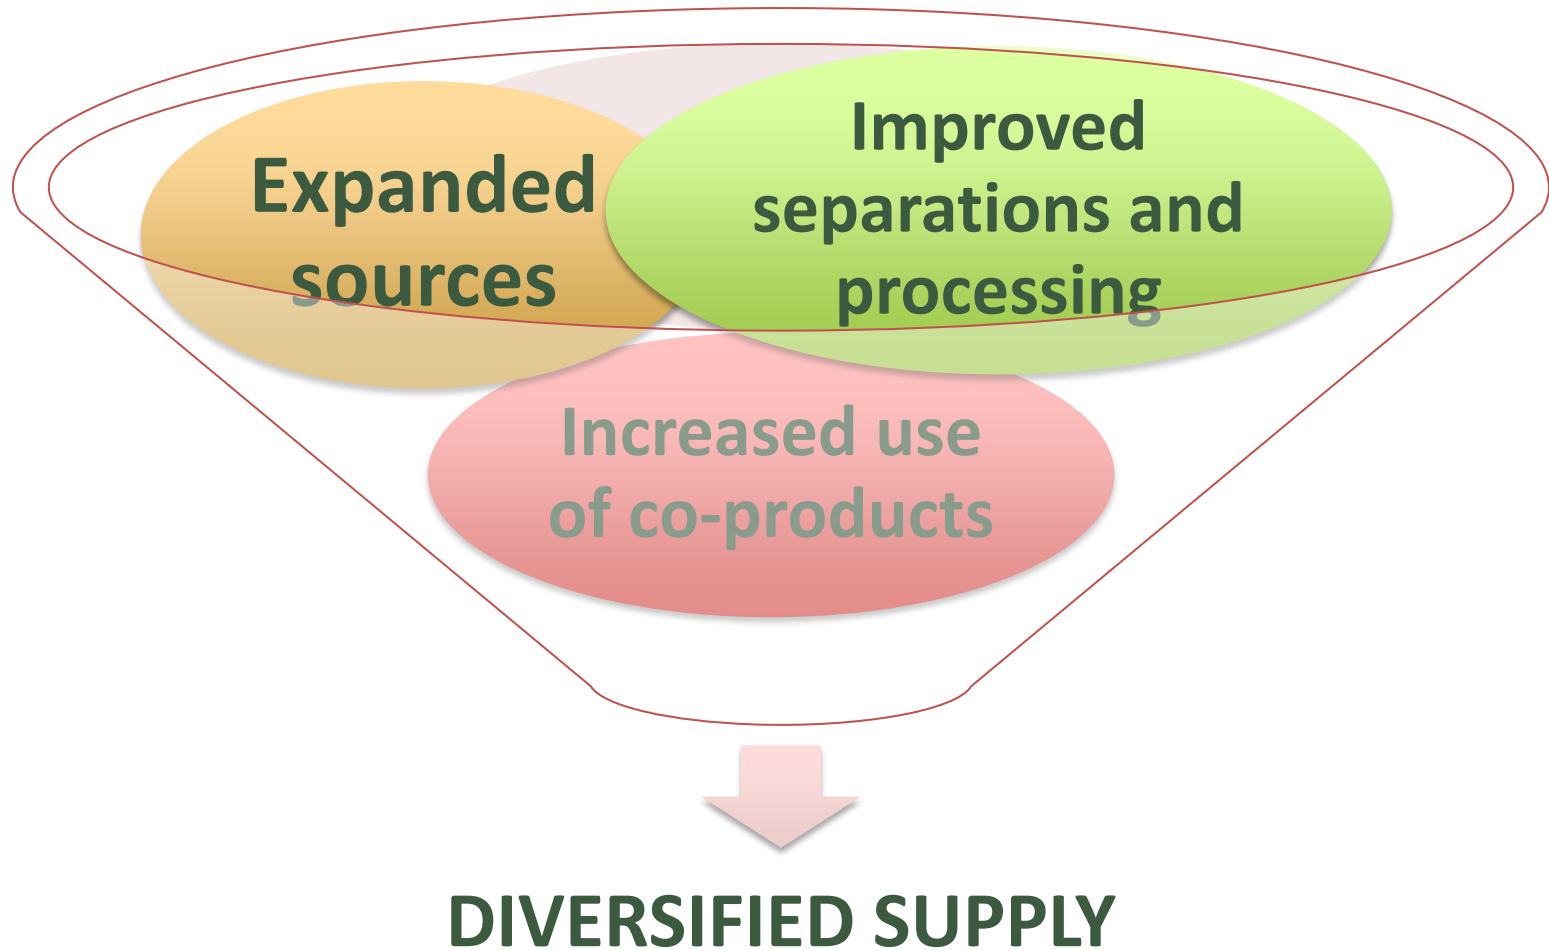 Expanded
sources
Improved
separations and
processing
Increased use
of co-products
DIVERSIFIED SUPPLY